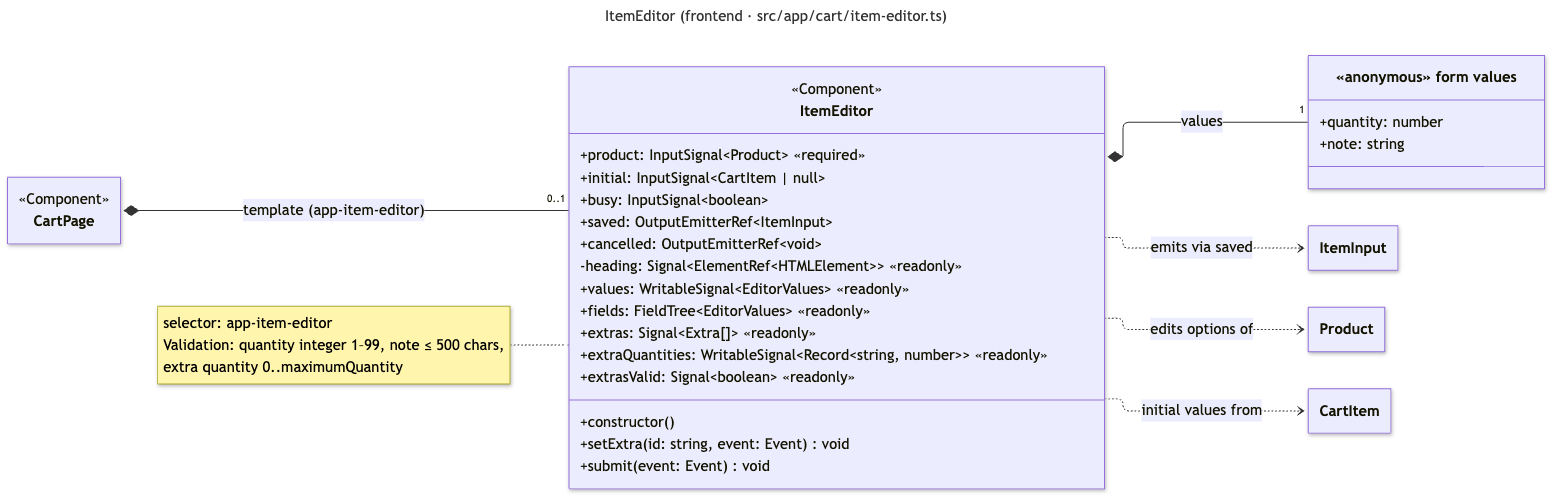 ItemEditor (frontend · src/app/cart/item-editor.ts)
«Component»
CartPage
template (app-item-editor)
0..1
selector: app-item-editor
Validation: quantity integer 1–99, note ≤ 500 chars,
extra quantity 0..maximumQuantity
«Component»
ItemEditor
+product: InputSignal<Product> «required»
+initial: InputSignal<CartItem | null>
+busy: InputSignal<boolean>
+saved: OutputEmitterRef<ItemInput>
+cancelled: OutputEmitterRef<void>
-heading: Signal<ElementRef<HTMLElement>> «readonly»
+values: WritableSignal<EditorValues> «readonly»
+fields: FieldTree<EditorValues> «readonly»
+extras: Signal<Extra[]> «readonly»
+extraQuantities: WritableSignal<Record<string, number>> «readonly»
+extrasValid: Signal<boolean> «readonly»
+constructor()
+setExtra(id: string, event: Event) : void
+submit(event: Event) : void
values
1
«anonymous» form values
+quantity: number
+note: string
emits via saved
ItemInput
edits options of
Product
initial values from
CartItem